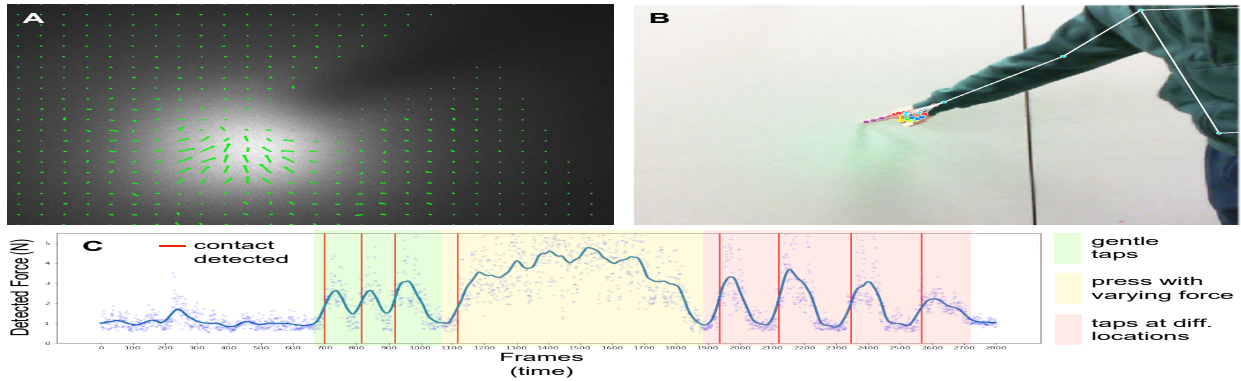 A
B
C
contact
detected
Detected Force (N)
5
4
3
2
1
0
0 100 200 300 400 500 600 700 800 900 1000 1100 1200 1300 1400 1500 1600 1700 1800 1900 2000 2100 2200 2300 2400 2500 2600 2700 2800
Frames
(time)
gentle
taps
press with
varying force
taps at diff.
locations